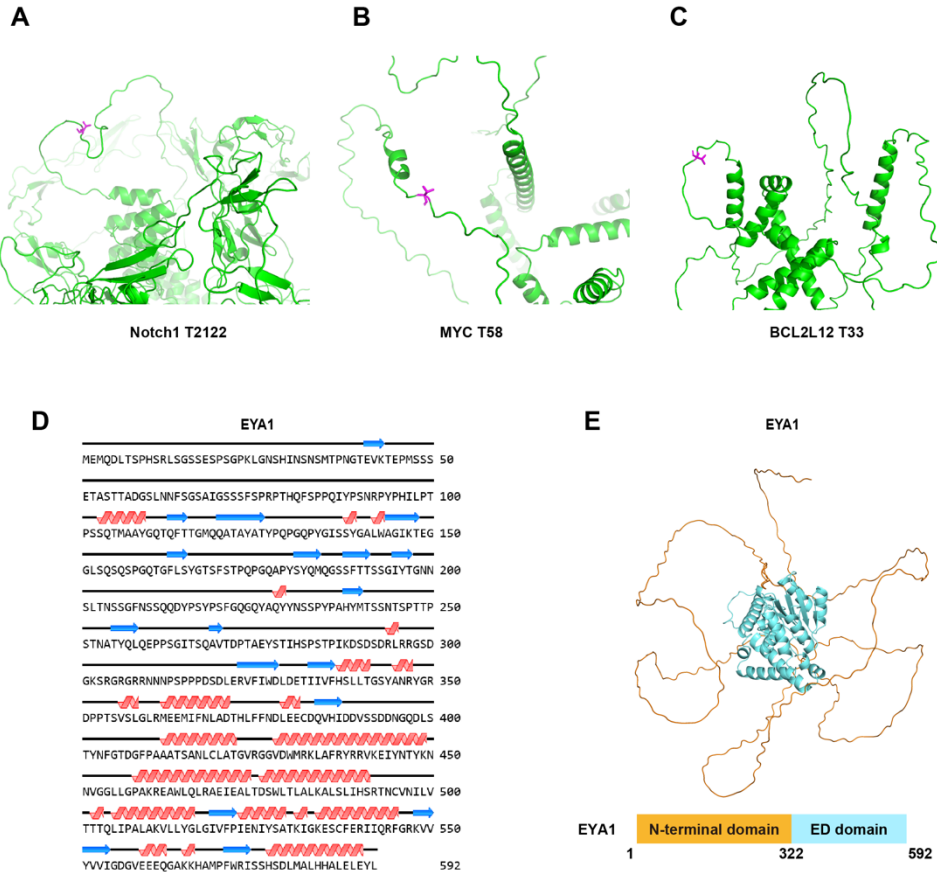 A
B
C
Notch1 T2122
MYC T58
BCL2L12 T33
D
EYA1
MEMQDLTSPHSRLSGSSESPSGPKLGNSHINSNSMTPNGTEVKTEPMSSS 50
ETASTTADGSLNNFSGSAIGSSSFSPRPTHQFSPPQIYPSNRPYPHILPT 100
PSSQTMAAYGQTQFTTGMQQATAYATYPQPGQPYGISSYGALWAGIKTEG 150
GLSQSQSPGQTGFLSYGTSFSTPQPGQAPYSYQMQGSSFTTSSGIYTGNN 200
SLTNSSGFNSSQQDYPSYPSFGQGQYAQYYNSSPYPAHYMTSSNTSPTTP 250
STNATYQLQEPPSGITSQAVTDPTAEYSTIHSPSTPIKDSDSDRLRRGSD 300
GKSRGRGRRNNNPSPPPDSDLERVFIWDLDETIIVFHSLLTGSYANRYGR 350
DPPTSVSLGLRMEEMIFNLADTHLFFNDLEECDQVHIDDVSSDDNGQDLS 400
TYNFGTDGFPAAATSANLCLATGVRGGVDWMRKLAFRYRRVKEIYNTYKN 450
NVGGLLGPAKREAWLQLRAEIEALTDSWLTLALKALSLIHSRTNCVNILV 500
TTTQLIPALAKVLLYGLGIVFPIENIYSATKIGKESCFERIIQRFGRKVV 550
YVVIGDGVEEEQGAKKHAMPFWRISSHSDLMALHHALELEYL 592
E
EYA1
EYA1 N-terminal domain ED domain
1 322 592